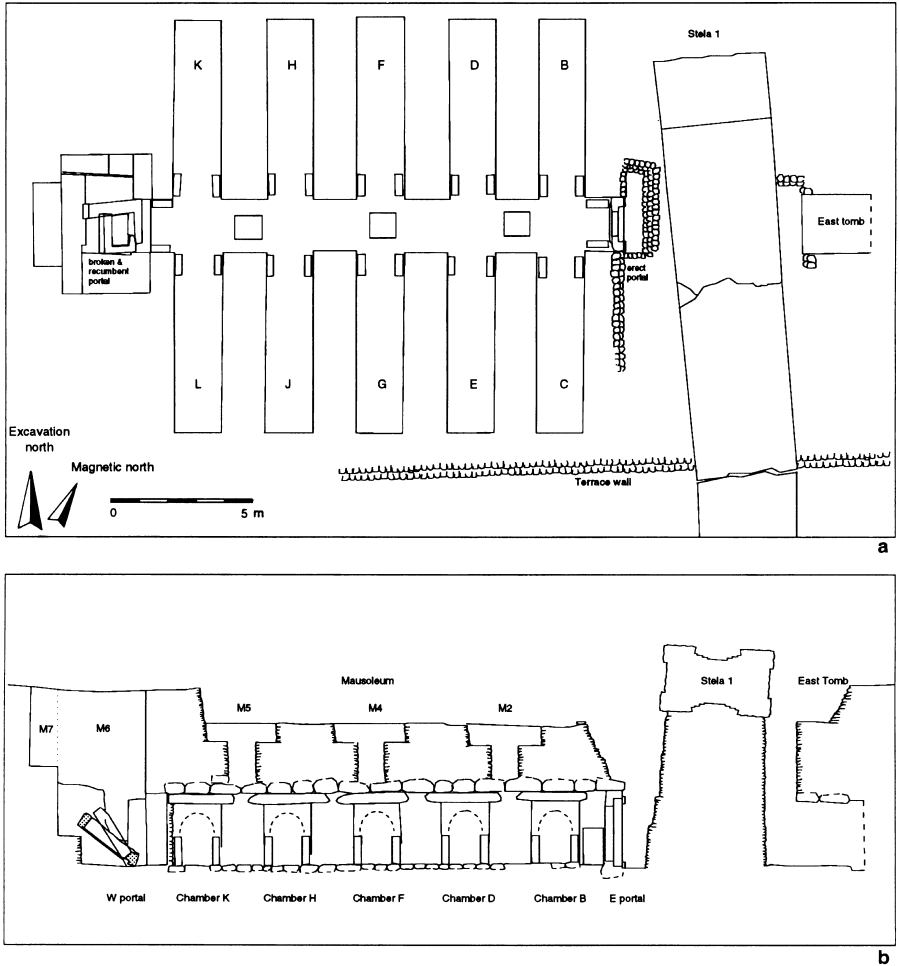 Stela 1
K H F D B
East tomb
broken &
recumbent
portal
erect
portal
L J G E C
Excavation
north
Magnetic north
0 5 m
Terrace wall
a
Mausoleum
Stela 1
East Tomb
M5 M4 M2
M7 M6
W portal Chamber K Chamber H Chamber F Chamber D Chamber B E portal
b